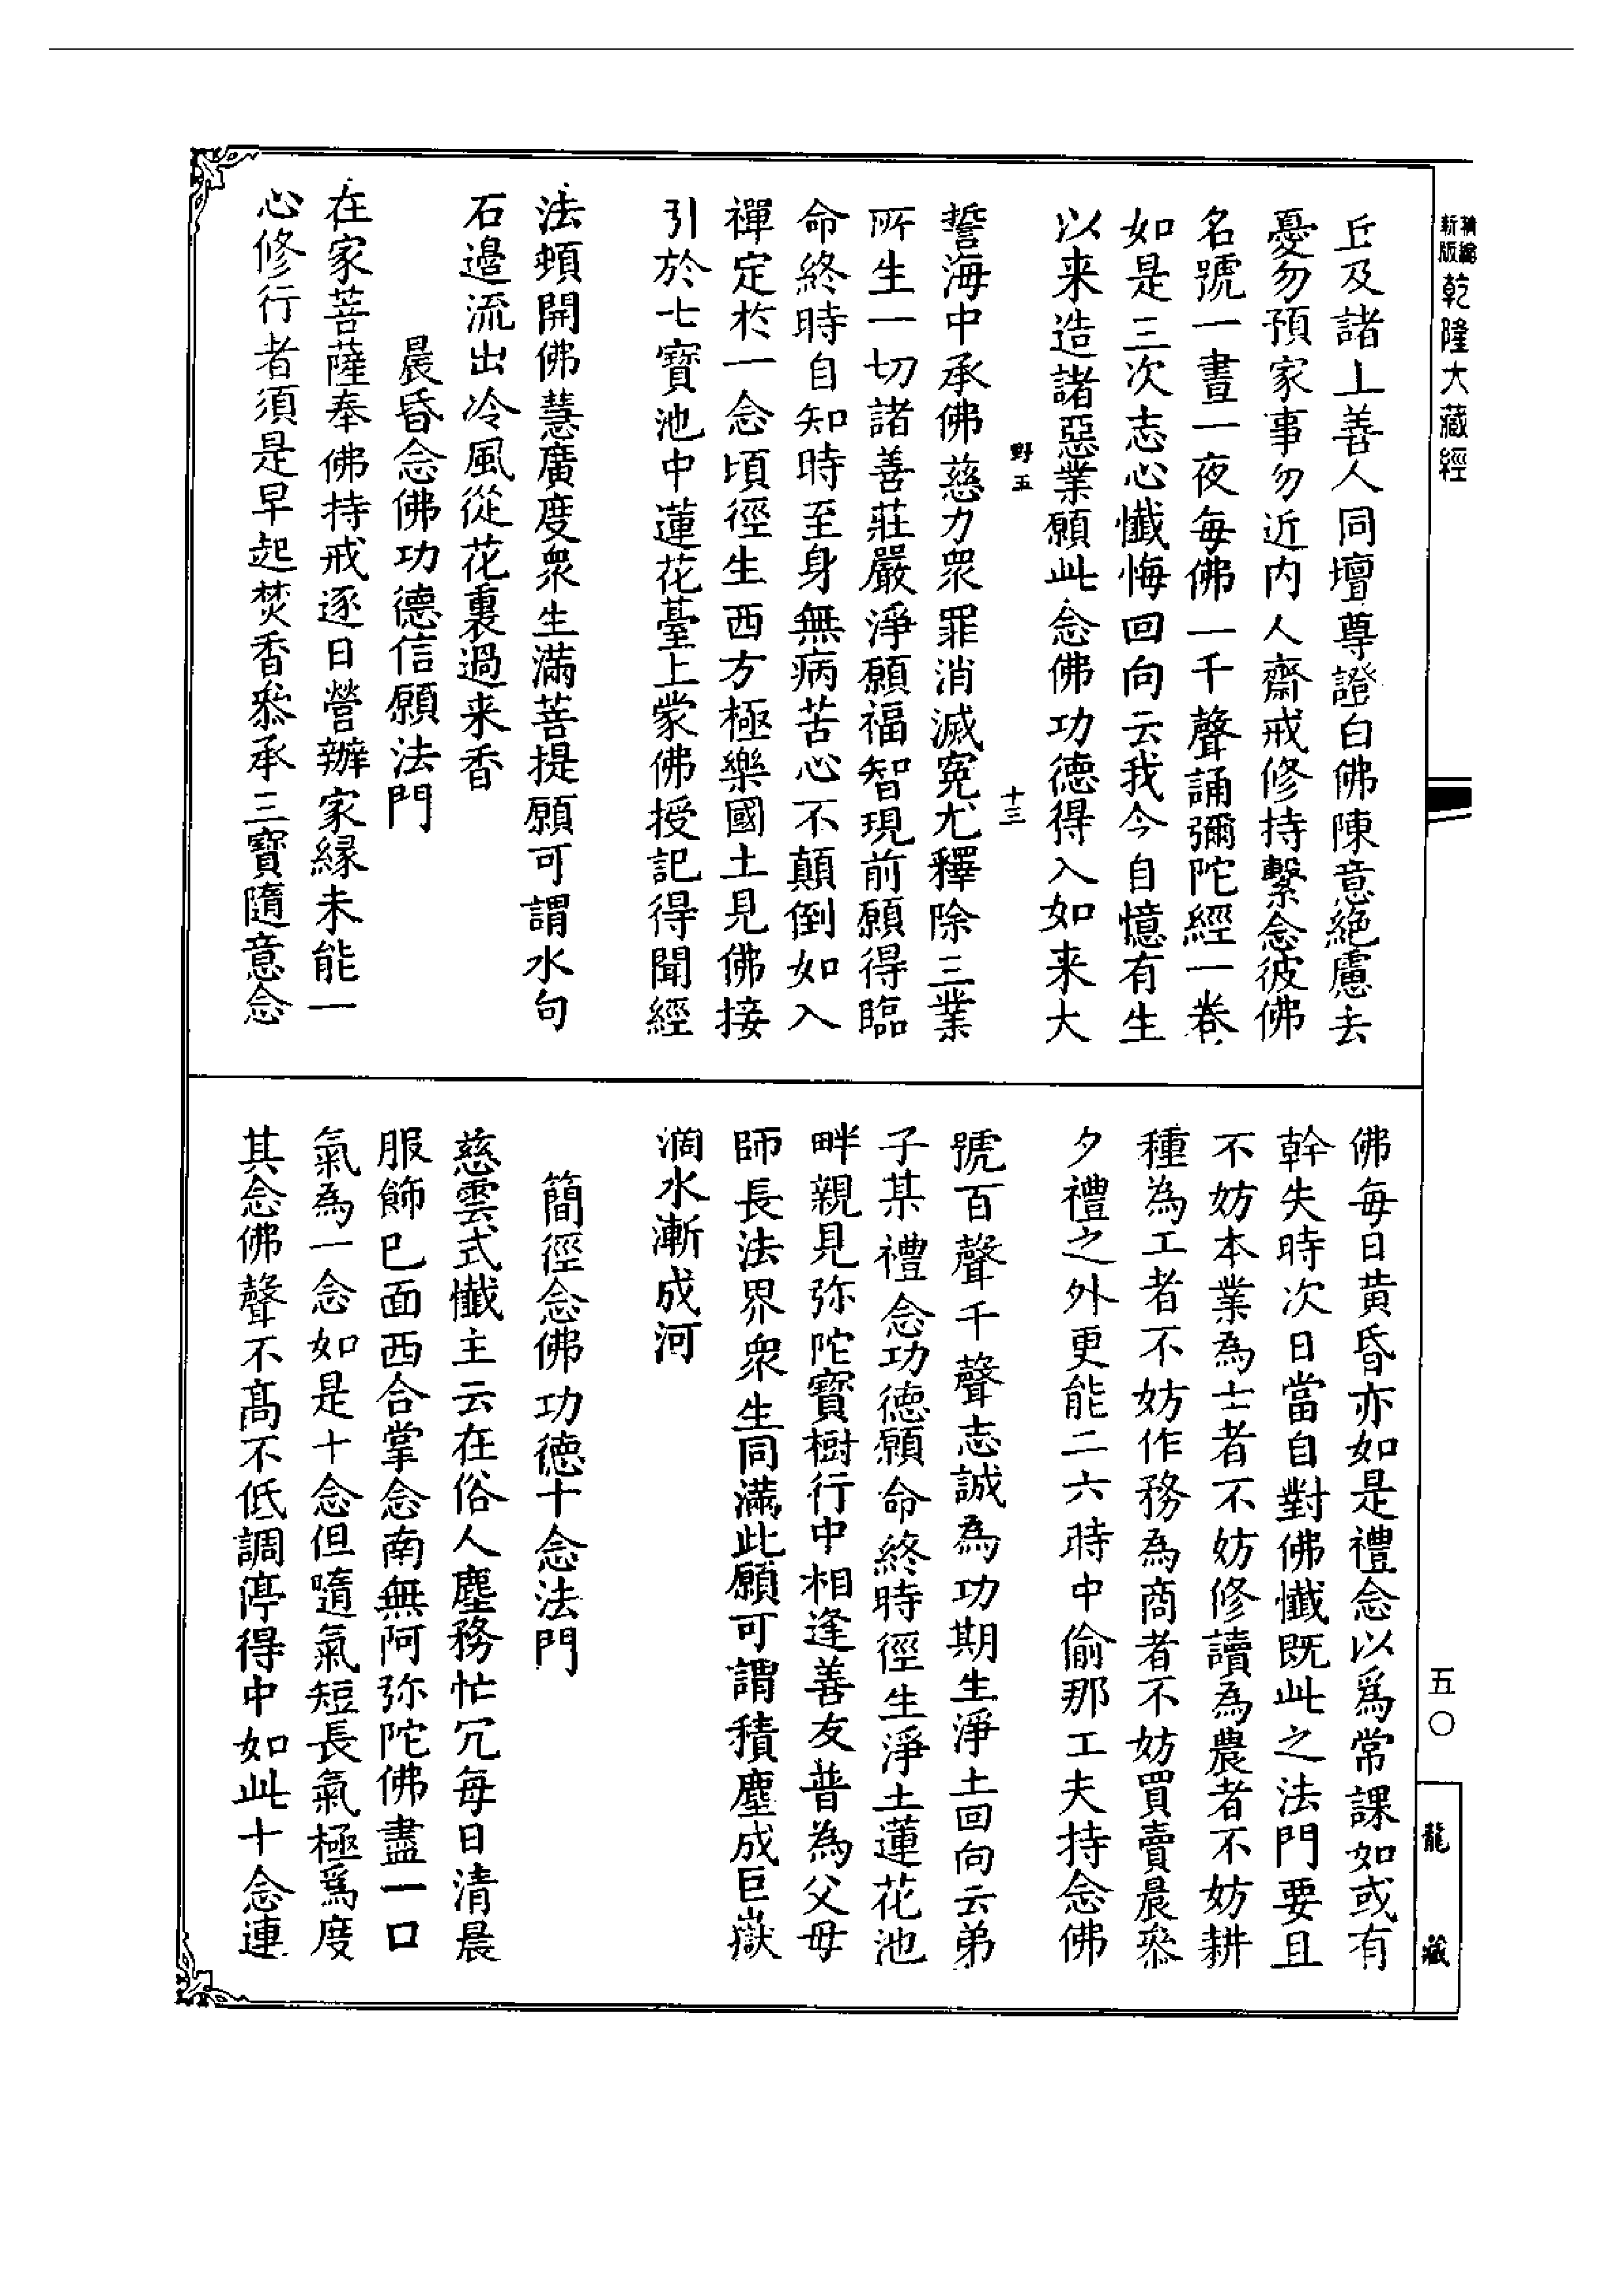 精編
新版
乾隆大藏經
丘及諸上善人同壇尊證白佛陳意絕慮去
憂勿預家事勿近內人齋戒修持繫念彼佛
名號一晝一夜每佛一千聲誦彌陀經一卷
如是三次志心懺悔回向云我今自憶有生
以来造諸惡業願此念佛功德得入如来大
野五
十三
誓海中承佛慈力眾罪消滅冤尤釋除三業
所生一切諸善莊嚴淨願福智現前願得臨
命終時自知時至身無病苦心不顛倒如入
禪定於一念頃徑生西方極樂國土見佛接
引於七寶池中蓮花臺上蒙佛授記得聞經
法頓開佛慧廣度眾生滿菩提願可謂水向
石邊流出冷風從花裏過来香
晨昏念佛功德信願法門
在家菩薩奉佛持戒逐日營辦家緣未能一
心修行者須是早起焚香叅承三寶隨意念
佛每日黄昏亦如是禮念以爲常課如或有
幹失時次日當自對佛懺既此之法門要且
不妨本業為士者不妨修讀為農者不妨耕
種為工者不妨作務為商者不妨買賣晨叅
夕禮之外更能二六時中偷那工夫持念佛
號百聲千聲志誠為功期生淨土回向云弟
子某禮念功德願命終時徑生淨土蓮花池
畔親見弥陀寶樹行中相逢善友普為父母
師長法界眾生同滿此願可謂積塵成巨嶽
滴水漸成河
簡徑念佛功德十念法門
慈雲式懺主云在俗人塵務忙冗每日清晨
服飾已面西合掌念南無阿弥陀佛盡一口
氣為一念如是十念但隨氣短長氣極爲度
其念佛聲不髙不低調停得中如此十念連
五〇
龍藏